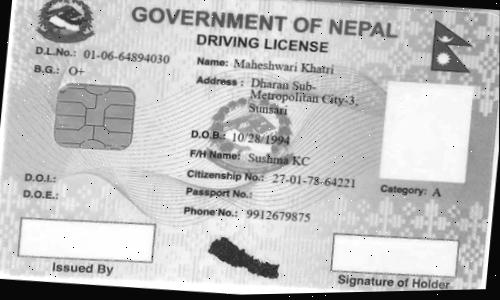 GOVERNMENT OF NEPAL
DRIVING LICENSE
D.L.No.: 01-06-64894030
B.G.: O+
Name: Maheshwari Khatri
Address : Dharan Sub-
Metropolitan City-3,
Sunsari
D.O.B.: 10/28/1994
F/H Name: Sushma KC
Citizenship No.: 27-01-78-64221
Passport No.:
Phone No.: 9912679875
D.O.I.:
D.O.E.:
Category: A
Issued By
Signature of Holder